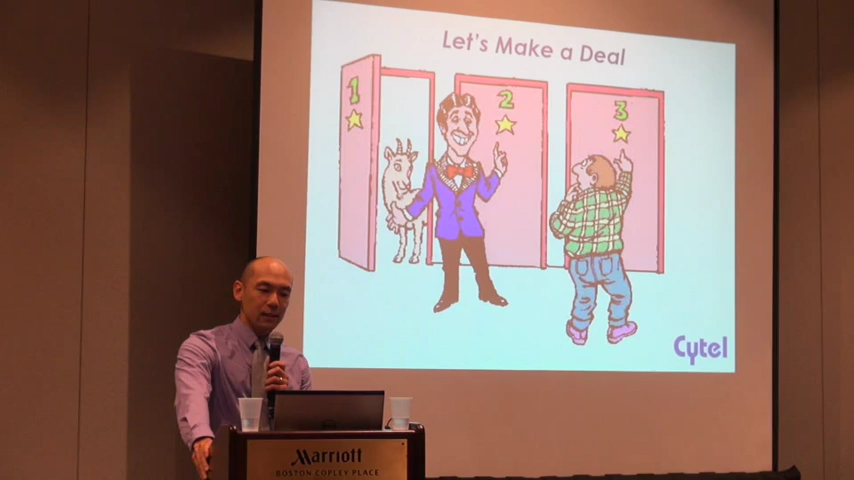 Let's Make a Deal
1
2
3
Cytel
Marriott
BOSTON COPLEY PLACE